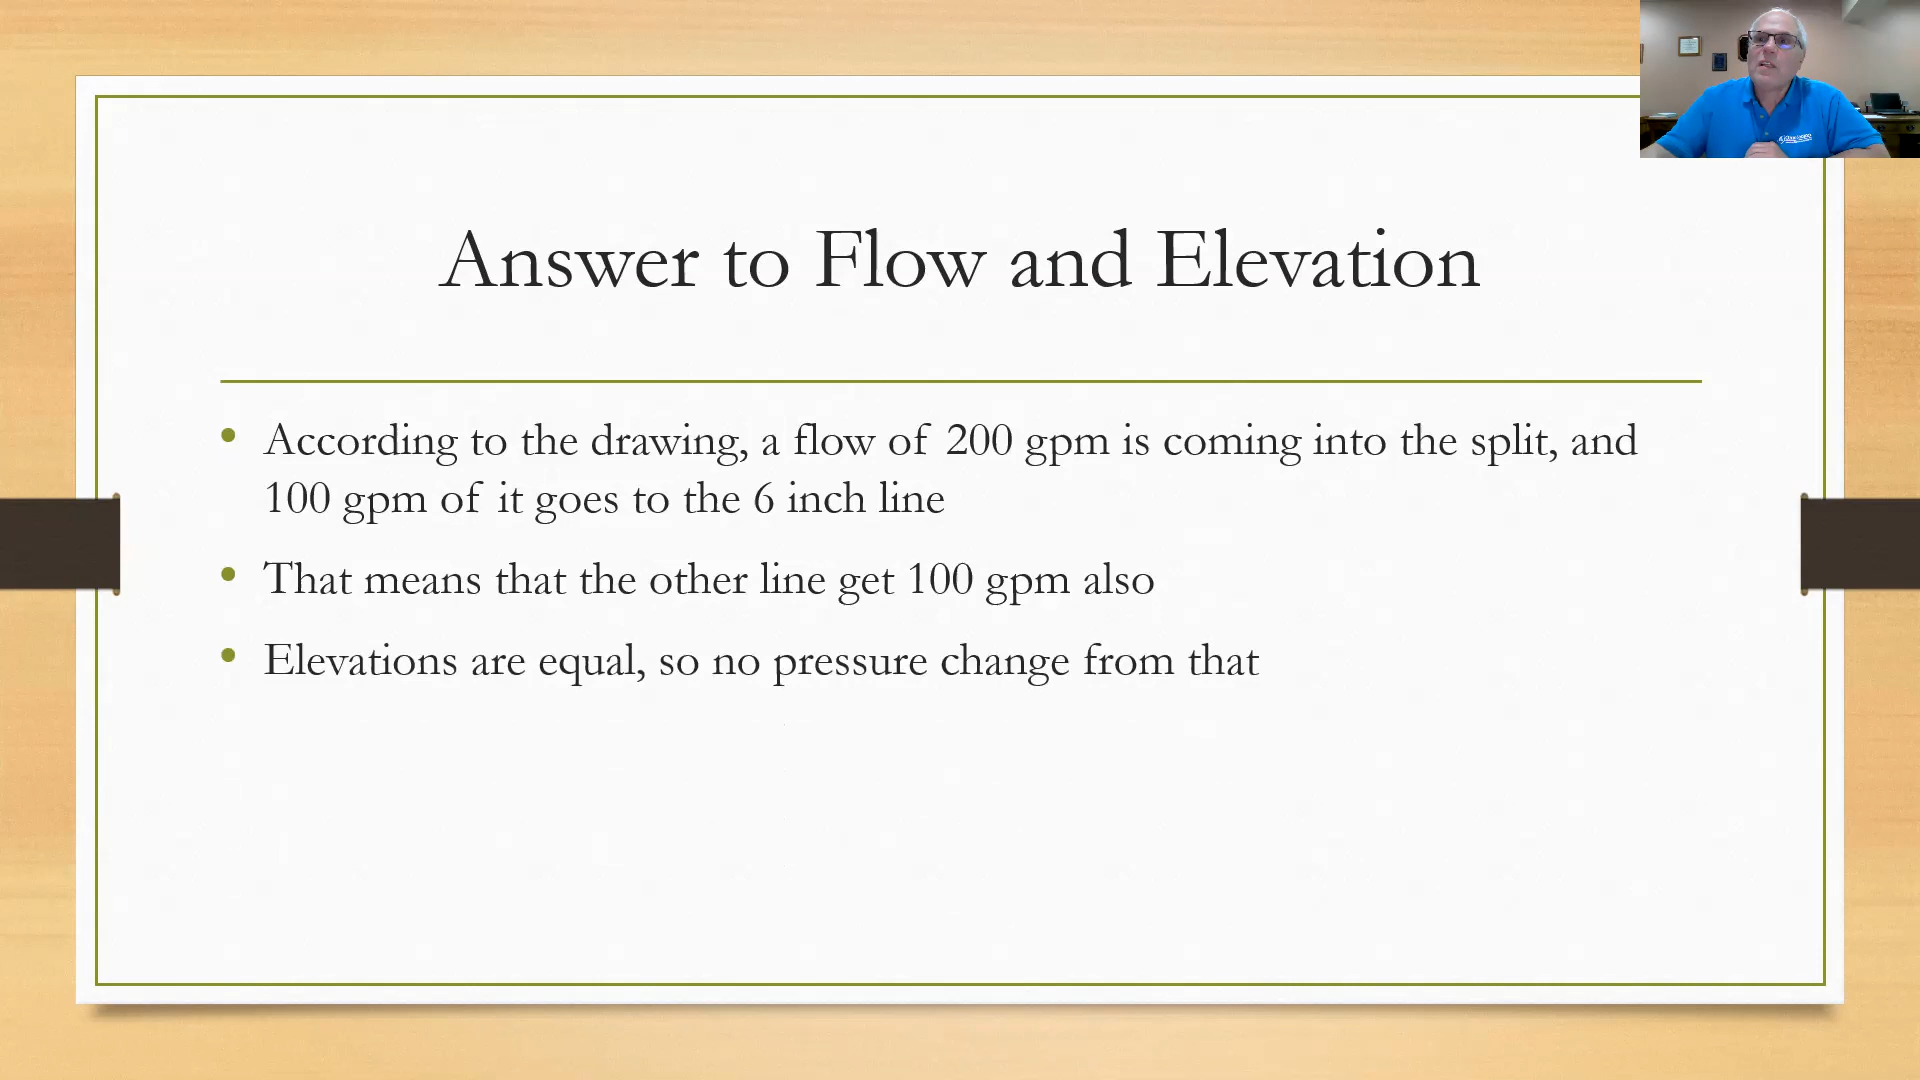 Answer to Flow and Elevation
• According to the drawing, a flow of 200 gpm is coming into the split, and
100 gpm of it goes to the 6 inch line
• That means that the other line get 100 gpm also
• Elevations are equal, so no pressure change from that